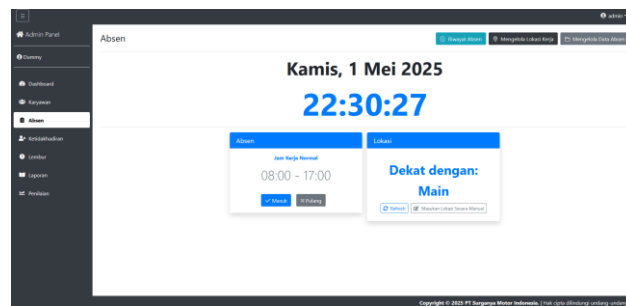 admin
Admin Panel
Absen
Riwayat Absen
Mengelola Lokasi Kerja
Mengelola Data Absen
Dummy
Kamis, 1 Mei 2025
22:30:27
Dashboard
Karyawan
Absen
Ketidakhadiran
Lembur
Laporan
Penilaian
Absen
Jam Kerja Normal
08:00 - 17:00
Masuk
Pulang
Lokasi
Dekat dengan:
Main
Refresh
Masukan Lokasi Secara Manual
Copyright © 2025 PT Surganya Motor Indonesia. | Hak cipta dilindungi undang-undang